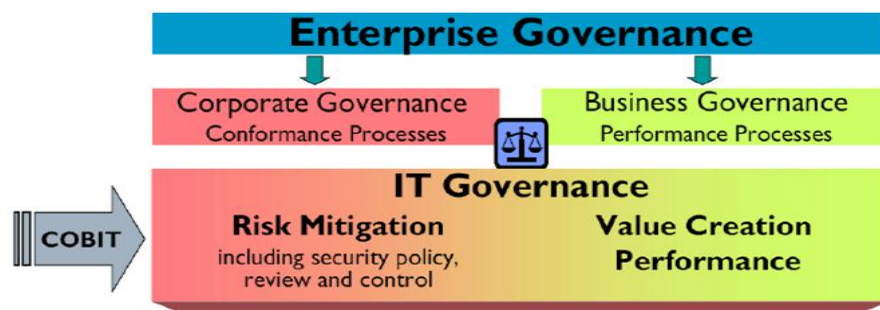 Enterprise Governance
Corporate Governance
Conformance Processes
Business Governance
Performance Processes
IT Governance
COBIT
Risk Mitigation
including security policy,
review and control
Value Creation
Performance